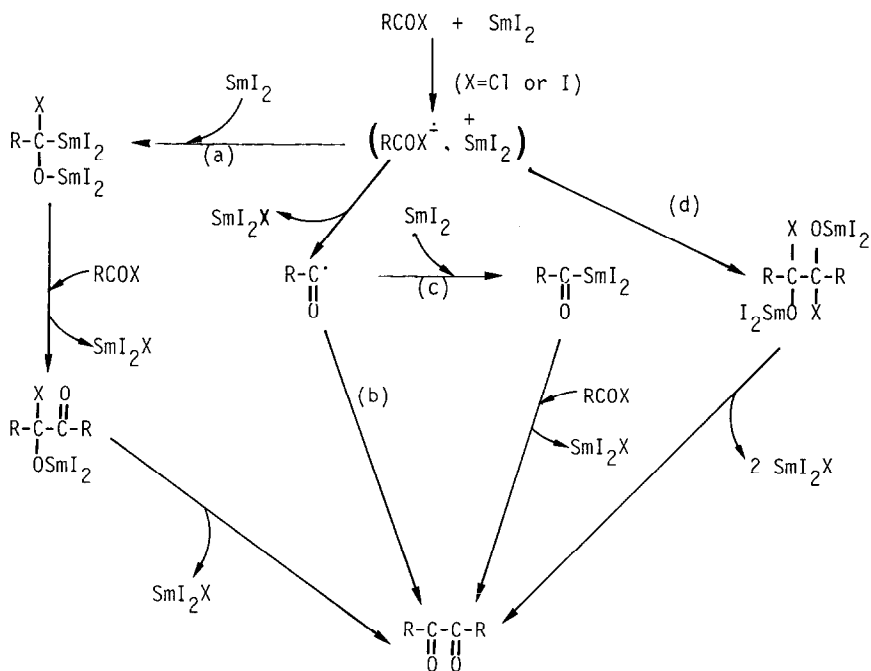 RCOX + SmI2
(X=Cl or I)
SmI2
X
R-C-SmI2
O-SmI2
(a)
(RCOX∸, SmI2+)
(d)
SmI2X
SmI2
X OSmI2
R-C·
O
(c)
R-C-SmI2
O
R-C-C-R
I2SmO X
RCOX
SmI2X
(b)
RCOX
SmI2X
2 SmI2X
X O
R-C-C-R
OSmI2
SmI2X
R-C-C-R
O O